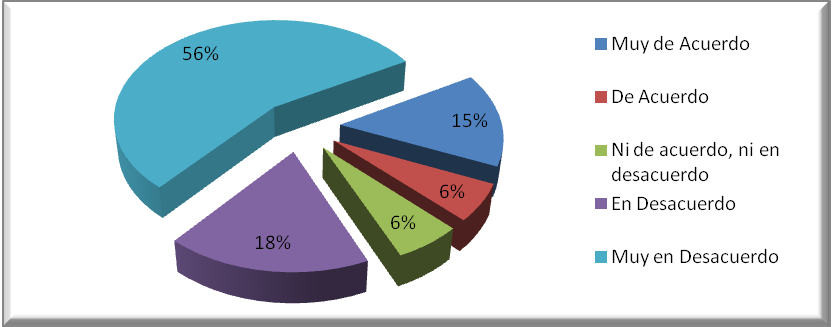 56%
15%
6%
6%
18%
Muy de Acuerdo
De Acuerdo
Ni de acuerdo, ni en
desacuerdo
En Desacuerdo
Muy en Desacuerdo